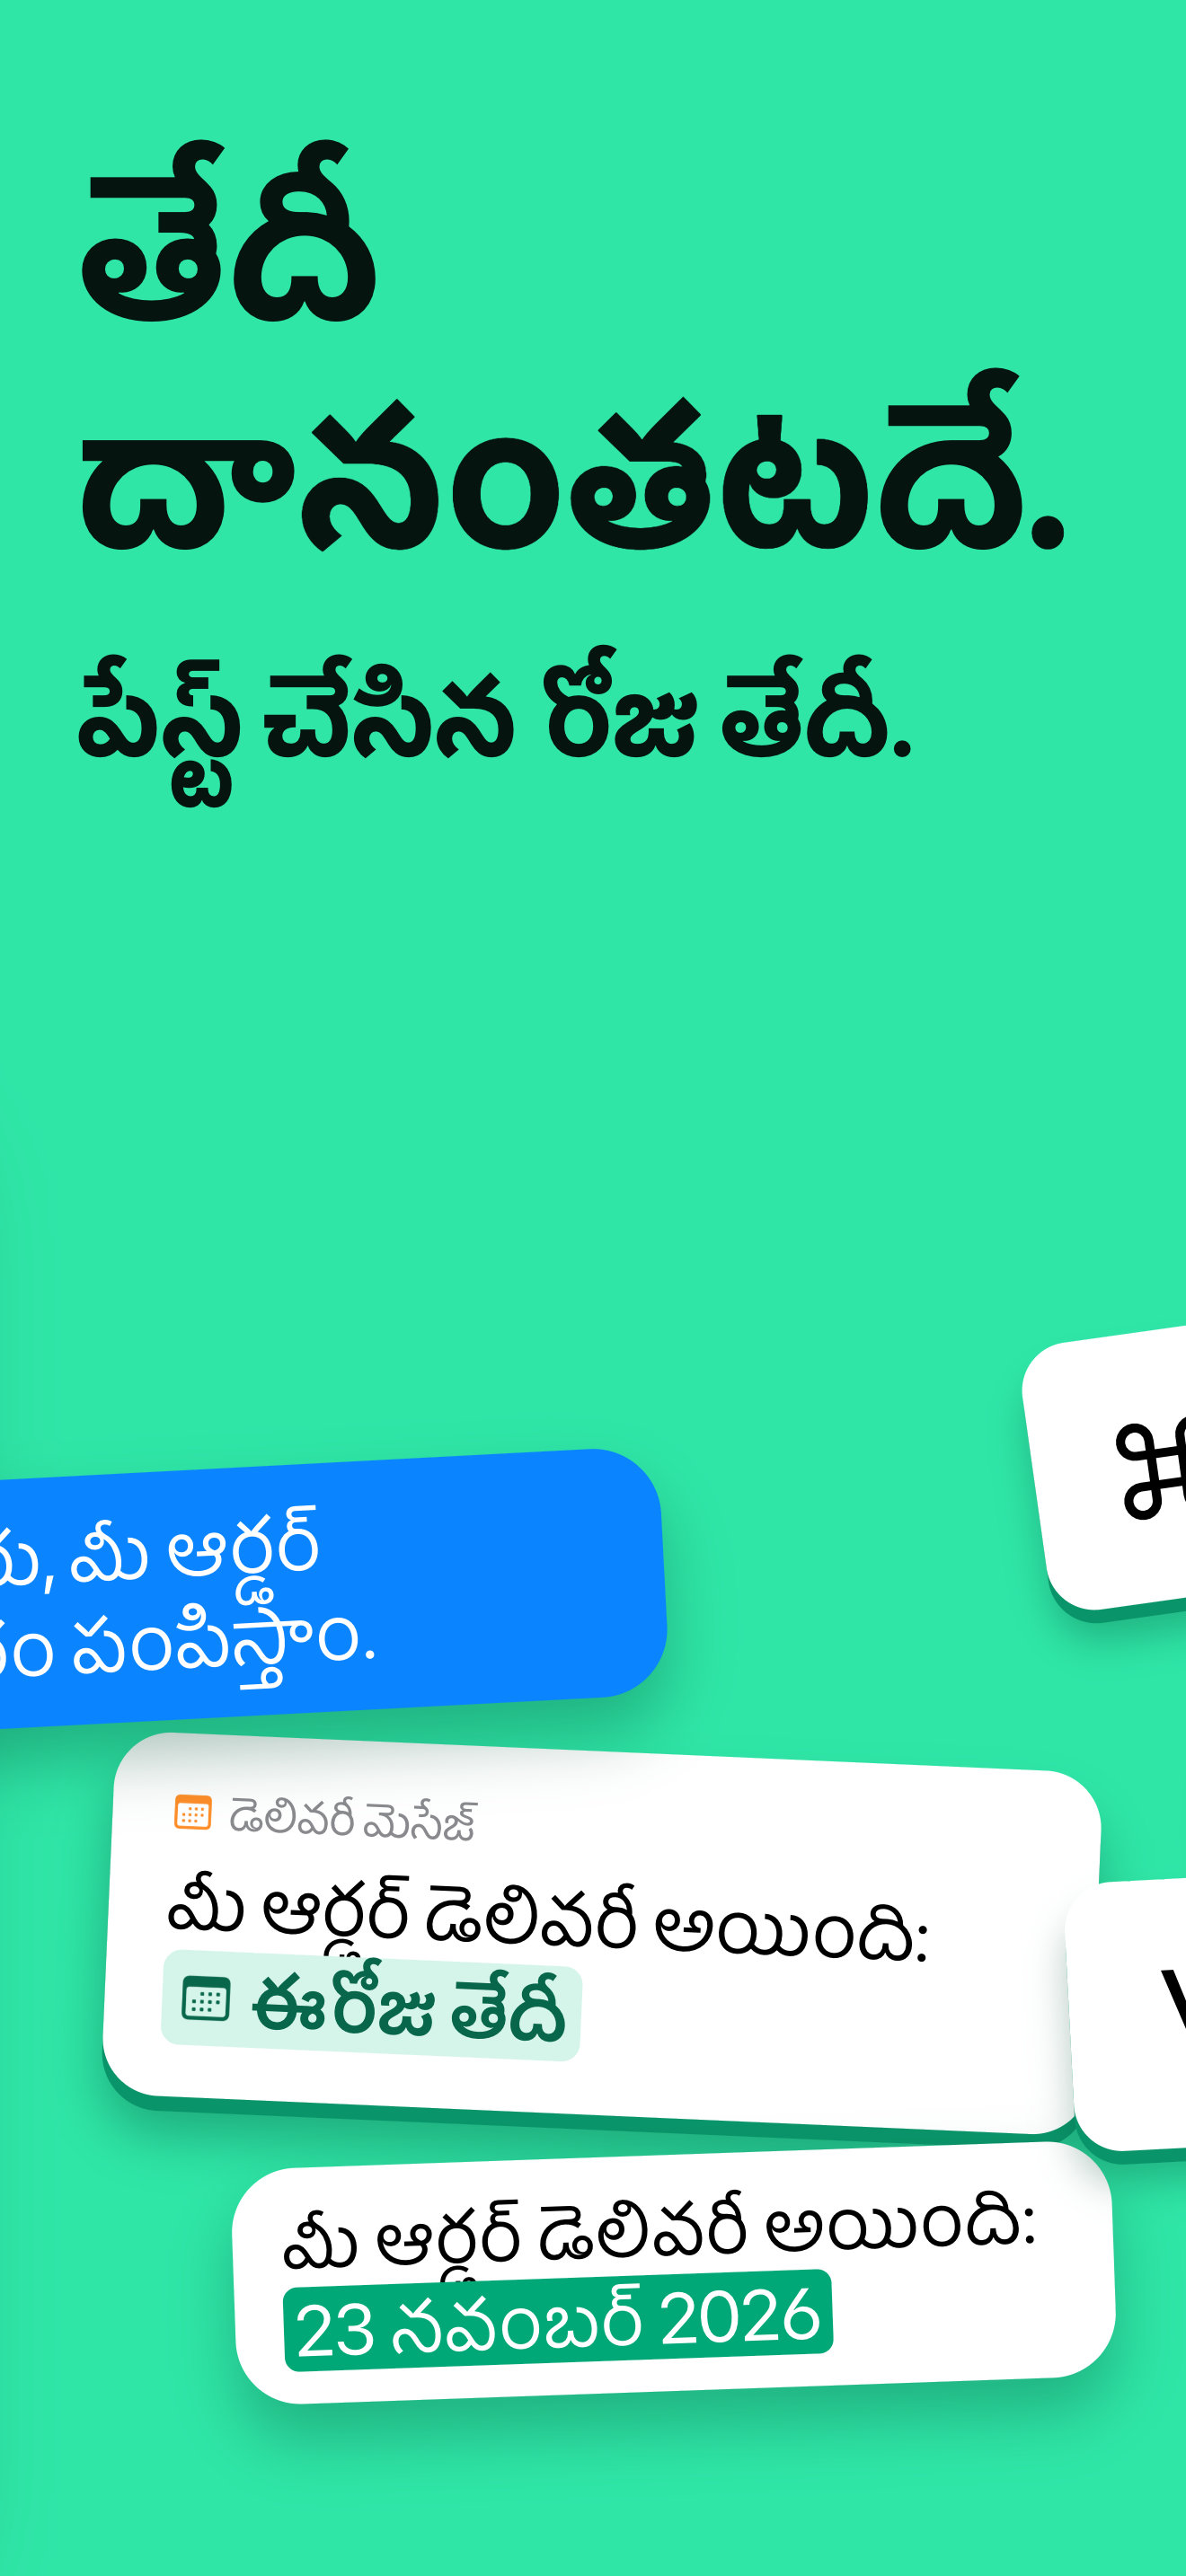 తేదీ
దానంతటదే.
పేస్ట్ చేసిన రోజు తేదీ.
⌘
మీ ఆర్డర్
పంపిస్తాం.
డెలివరీ మెసేజ్
మీ ఆర్డర్ డెలివరీ అయింది:
ఈరోజు తేదీ
మీ ఆర్డర్ డెలివరీ అయింది:
23 నవంబర్ 2026